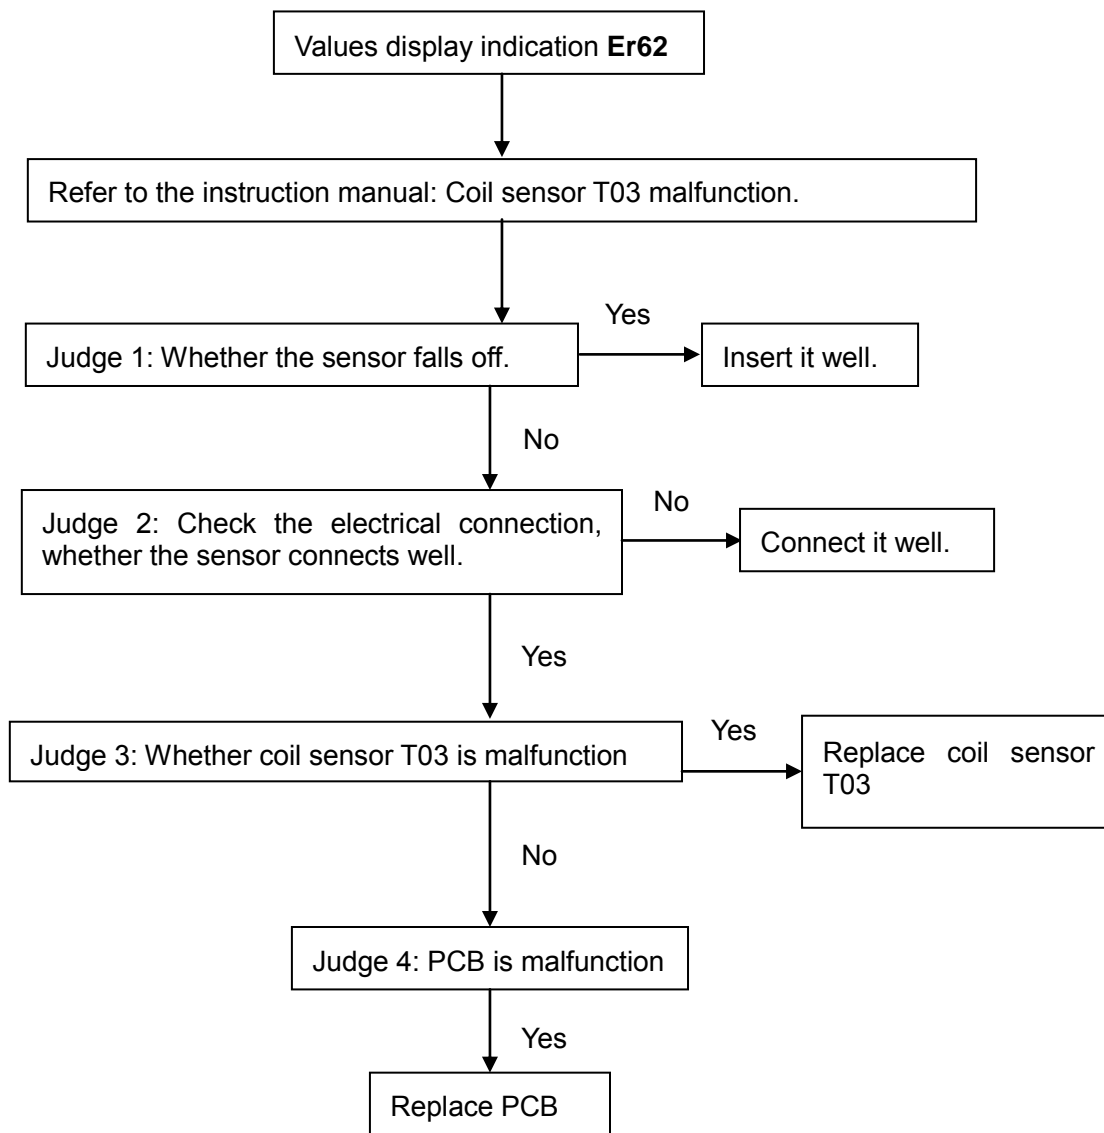 Values display indication Er62
Refer to the instruction manual: Coil sensor T03 malfunction.
Yes
Judge 1: Whether the sensor falls off.
Insert it well.
No
Judge 2: Check the electrical connection,
whether the sensor connects well.
No
Connect it well.
Yes
Judge 3: Whether coil sensor T03 is malfunction
Yes
Replace coil sensor
T03
No
Judge 4: PCB is malfunction
Yes
Replace PCB